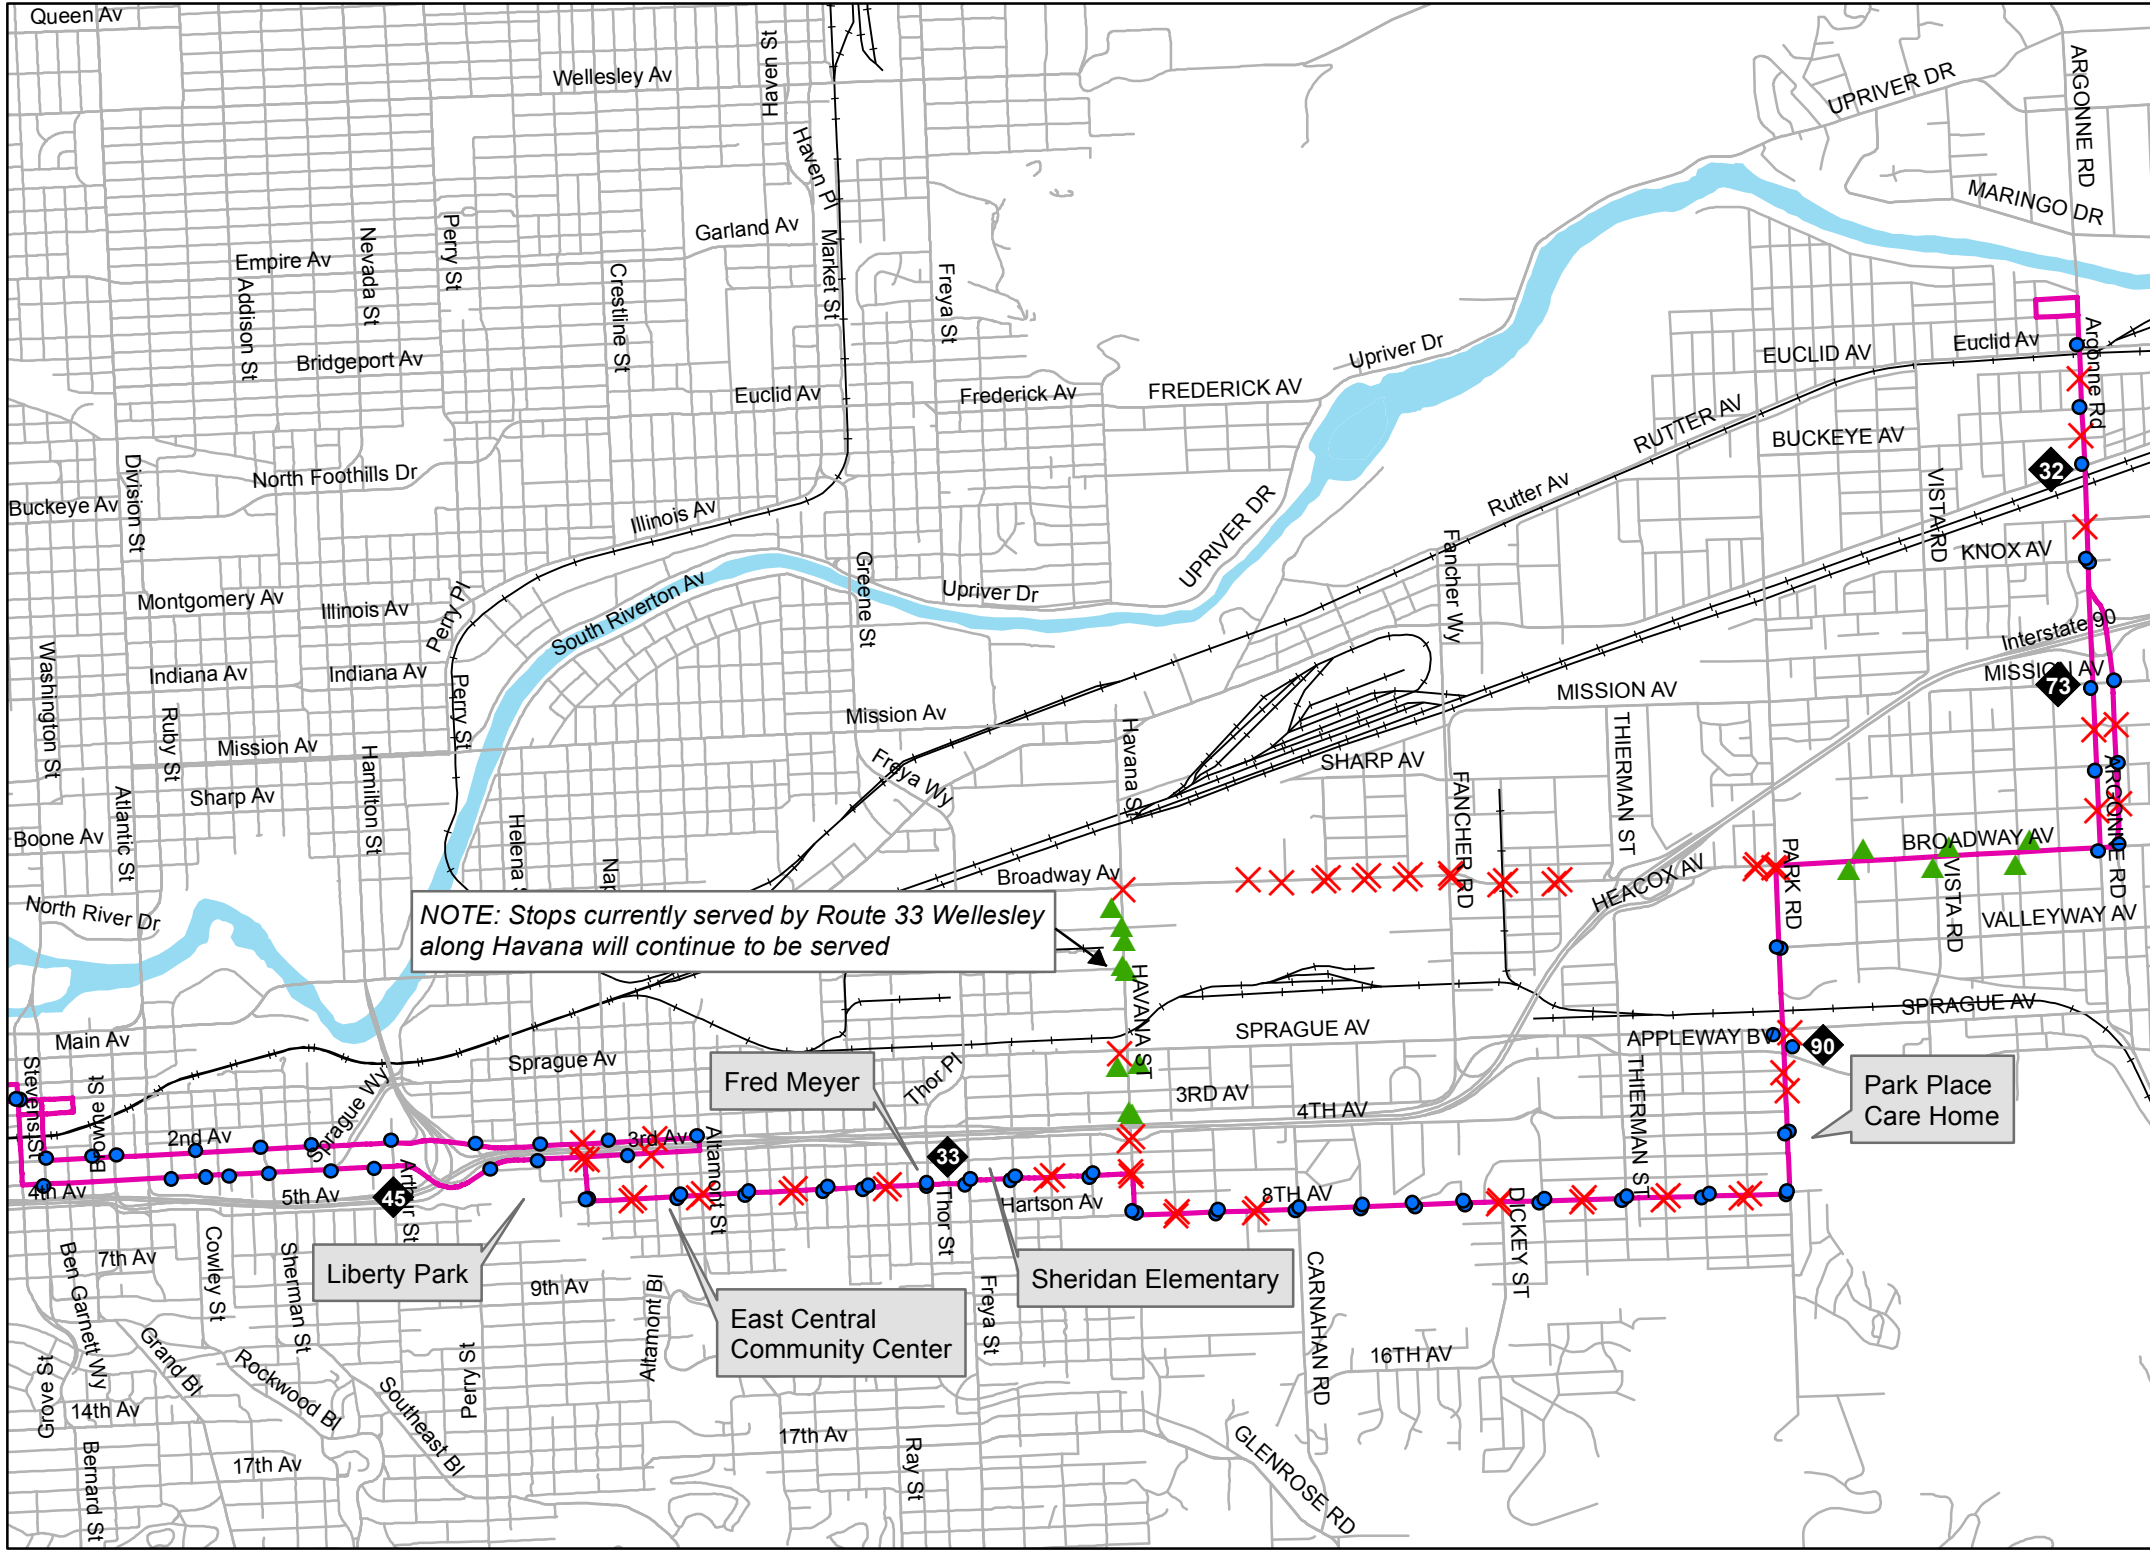 Queen Av
Wellesley Av
Haven St
ARGONNE RD
UPRIVER DR
Haven Pl
MARINGO DR
Perry St
Nevada St
Garland Av
Market St
Empire Av
Addison St
Crestline St
Freya St
Bridgeport Av
Upriver Dr
EUCLID AV
Euclid Av
Argonne Rd
Euclid Av
Frederick Av
FREDERICK AV
RUTTER AV
BUCKEYE AV
Division St
North Foothills Dr
32
VISTA RD
Buckeye Av
Illinois Av
Rutter Av
UPRIVER DR
Fancher Wy
KNOX AV
Greene St
Montgomery Av
Illinois Av
Perry Pl
South Riverton Av
Upriver Dr
Interstate 90
Washington St
Indiana Av
Indiana Av
Perry St
MISSION AV
MISSION AV
73
Ruby St
Mission Av
Mission Av
Hamilton St
Havana St
THIERMAN ST
Freya Wy
SHARP AV
Sharp Av
Atlantic St
FANCHER RD
ARGONNE RD
Boone Av
Helena S
Nap
BROADWAY AV
PARK RD
Broadway Av
HEACOX AV
VISTA RD
North River Dr
NOTE: Stops currently served by Route 33 Wellesley
along Havana will continue to be served
VALLEYWAY AV
HAVANA ST
SPRAGUE AV
SPRAGUE AV
Main Av
Sprague Av
APPLEWAY BV
90
Stevens St
Browne St
Sprague Wy
Fred Meyer
Thor Pl
3RD AV
4TH AV
THIERMAN ST
Park Place
Care Home
2nd Av
3rd Av
Altamont St
33
4th Av
5th Av
45
Arthur St
Hartson Av
8TH AV
DICKEY ST
Thor St
Ben Garnett Wy
7th Av
Cowley St
Sherman St
Liberty Park
9th Av
Altamont Bl
East Central
Community Center
Sheridan Elementary
Freya St
CARNAHAN RD
Grove St
Grand Bl
Rockwood Bl
Southeast Bl
Perry St
16TH AV
14th Av
Bernard St
17th Av
17th Av
Ray St
GLENROSE RD